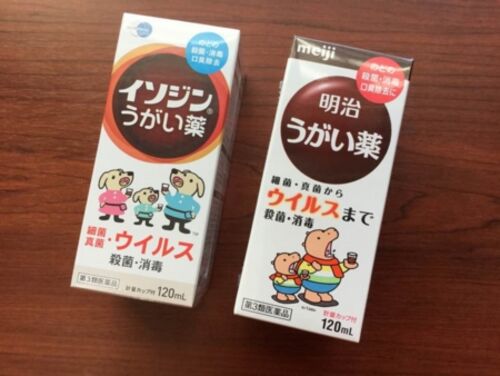 のどの
殺菌・消毒
口臭除去
イソジン®
うがい薬
細菌・
真菌・
ウイルス
殺菌・消毒
第3類医薬品
計量カップ付
120mL
meiji
のどの
殺菌・消毒
口臭除去に
明治
うがい薬
細菌・真菌から
ウイルスまで
殺菌・消毒
第3類医薬品
計量カップ付
120mL